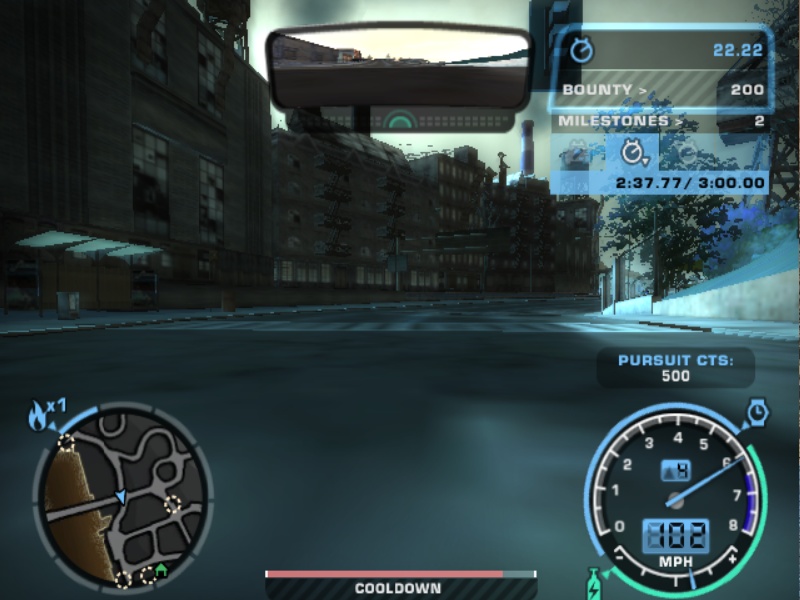 22.22
BOUNTY > 200
MILESTONES > 2
2:37.77/ 3:00.00
PURSUIT CTS:
500
x1
0 1 2 3 4 5 6 7 8
4
102
MPH
COOLDOWN